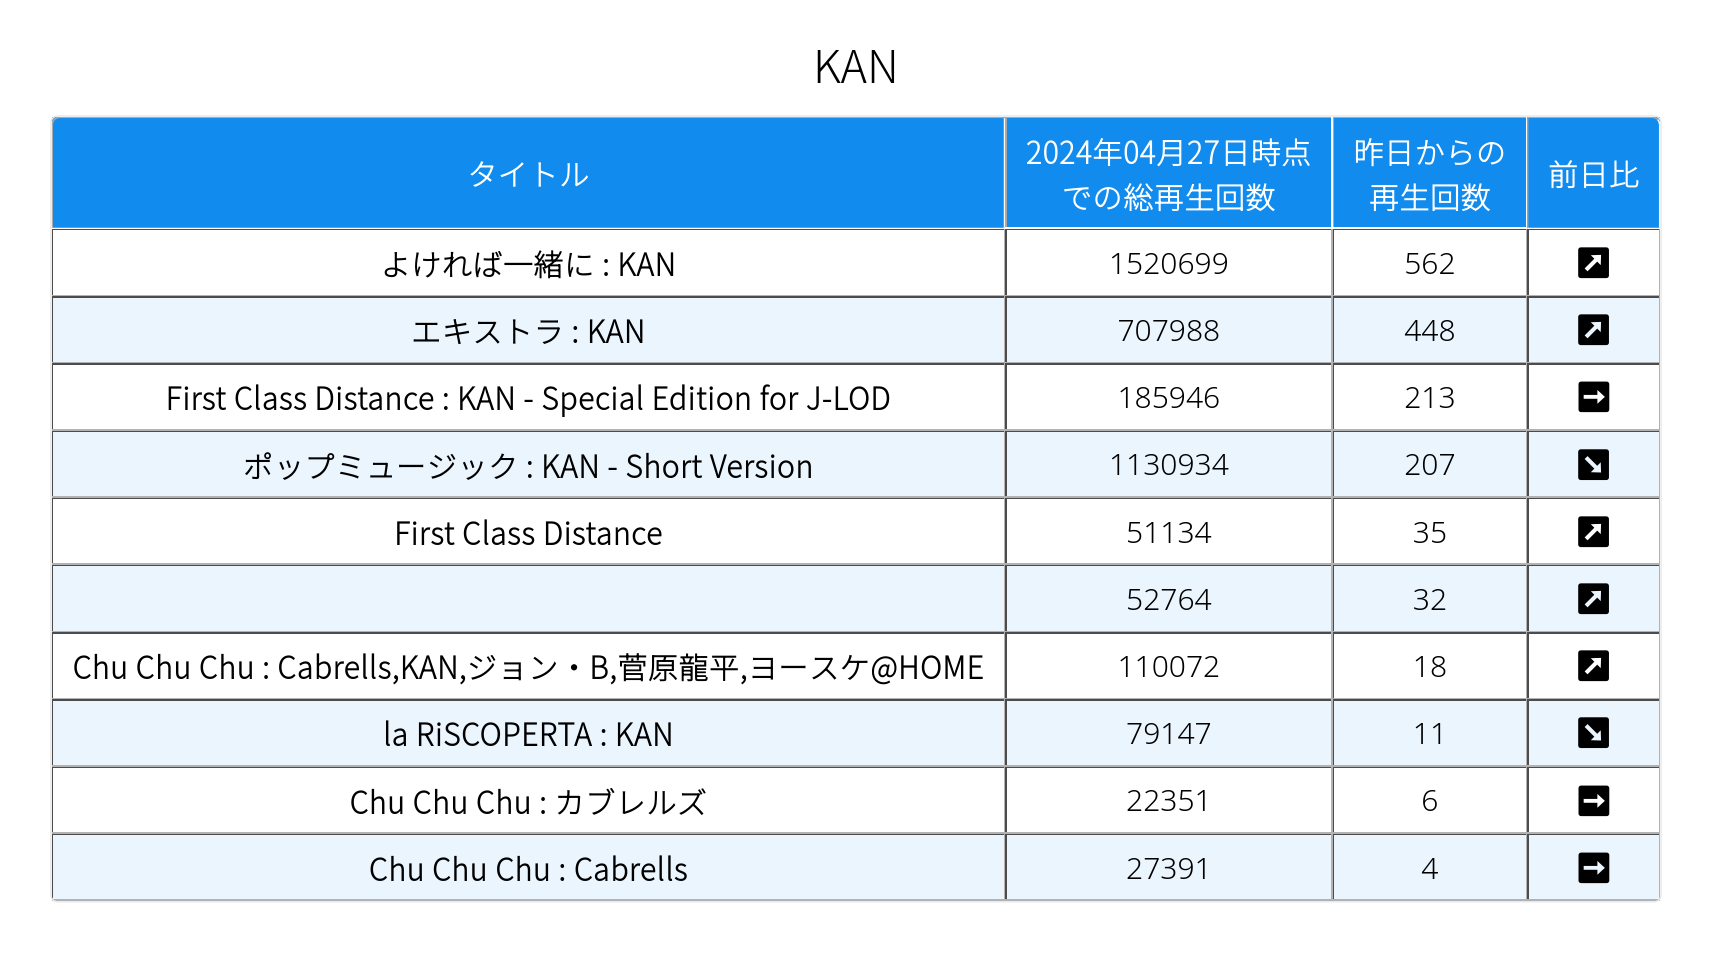 KAN
タイトル
2024年04月27日時点
での総再生回数
昨日からの
再生回数
前日比
よければ一緒に : KAN 1520699 562
エキストラ : KAN 707988 448
First Class Distance : KAN - Special Edition for J-LOD 185946 213
ポップミュージック : KAN - Short Version 1130934 207
First Class Distance 51134 35
52764 32
Chu Chu Chu : Cabrells,KAN,ジョン・B,菅原龍平,ヨースケ@HOME 110072 18
la RiSCOPERTA : KAN 79147 11
Chu Chu Chu : カブレルズ 22351 6
Chu Chu Chu : Cabrells 27391 4